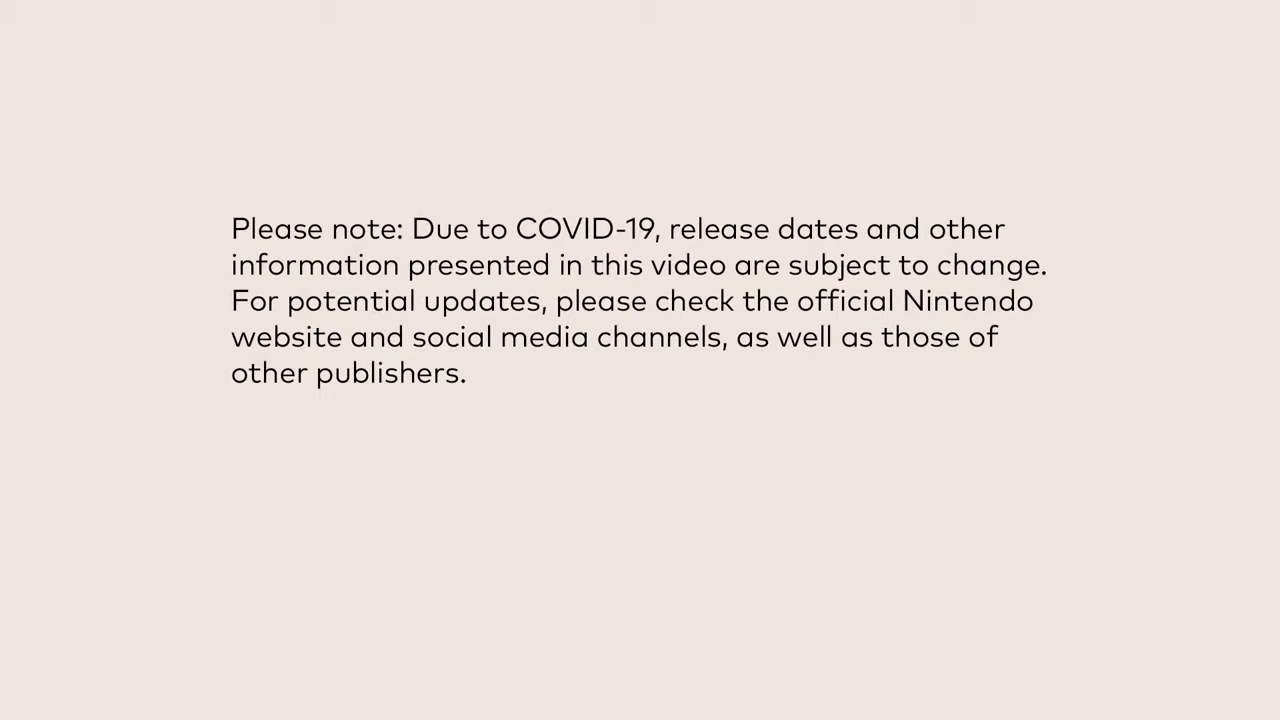 Please note: Due to COVID-19, release dates and other
information presented in this video are subject to change.
For potential updates, please check the official Nintendo
website and social media channels, as well as those of
other publishers.